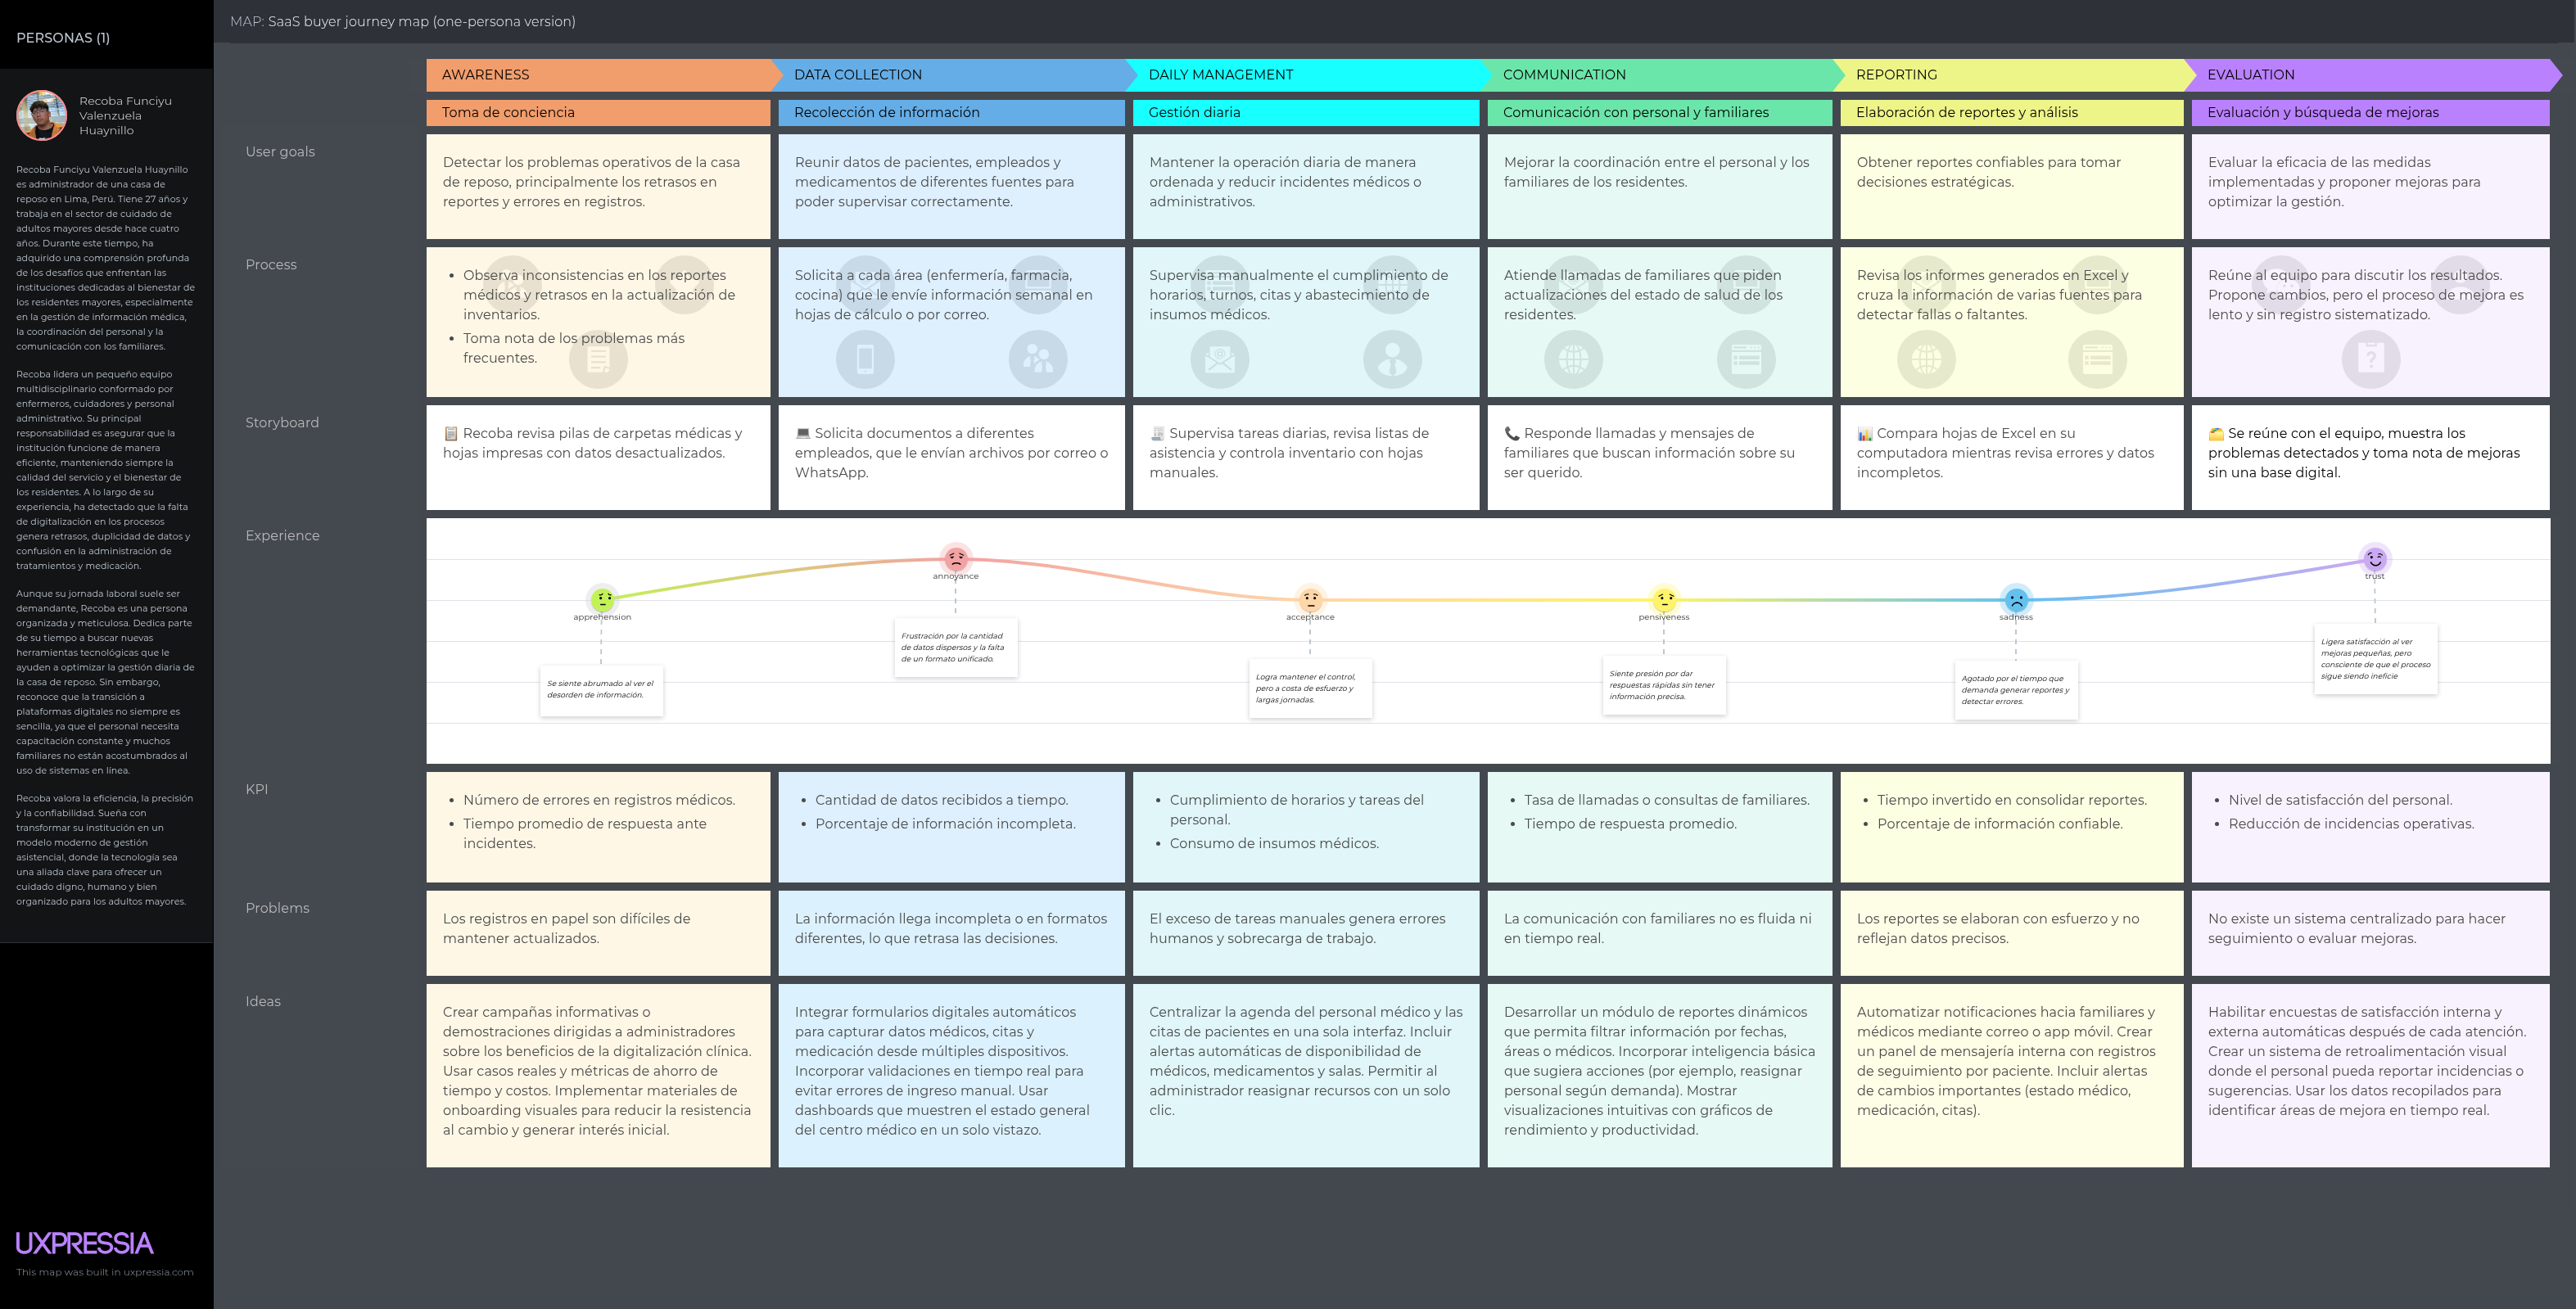 PERSONAS (1)
Recoba Funciyu
Valenzuela
Huaynillo
Recoba Funciyu Valenzuela Huaynillo
es administrador de una casa de
reposo en Lima, Perú. Tiene 27 años y
trabaja en el sector de cuidado de
adultos mayores desde hace cuatro
años. Durante este tiempo, ha
adquirido una comprensión profunda
de los desafíos que enfrentan las
instituciones dedicadas al bienestar de
los residentes mayores, especialmente
en la gestión de información médica,
la coordinación del personal y la
comunicación con los familiares.
Recoba lidera un pequeño equipo
multidisciplinario conformado por
enfermeros, cuidadores y personal
administrativo. Su principal
responsabilidad es asegurar que la
institución funcione de manera
eficiente, manteniendo siempre la
calidad del servicio y el bienestar de
los residentes. A lo largo de su
experiencia, ha detectado que la falta
de digitalización en los procesos
genera retrasos, duplicidad de datos y
confusión en la administración de
tratamientos y medicación.
Aunque su jornada laboral suele ser
demandante, Recoba es una persona
organizada y meticulosa. Dedica parte
de su tiempo a buscar nuevas
herramientas tecnológicas que le
ayuden a optimizar la gestión diaria de
la casa de reposo. Sin embargo,
reconoce que la transición a
plataformas digitales no siempre es
sencilla, ya que el personal necesita
capacitación constante y muchos
familiares no están acostumbrados al
uso de sistemas en línea.
Recoba valora la eficiencia, la precisión
y la confiabilidad. Sueña con
transformar su institución en un
modelo moderno de gestión
asistencial, donde la tecnología sea
una aliada clave para ofrecer un
cuidado digno, humano y bien
organizado para los adultos mayores.
UXPRESSIA
This map was built in uxpressia.com
MAP: SaaS buyer journey map (one-persona version)
AWARENESS
DATA COLLECTION
DAILY MANAGEMENT
COMMUNICATION
REPORTING
EVALUATION
Toma de conciencia
Recolección de información
Gestión diaria
Comunicación con personal y familiares
Elaboración de reportes y análisis
Evaluación y búsqueda de mejoras
User goals
Detectar los problemas operativos de la casa
de reposo, principalmente los retrasos en
reportes y errores en registros.
Reunir datos de pacientes, empleados y
medicamentos de diferentes fuentes para
poder supervisar correctamente.
Mantener la operación diaria de manera
ordenada y reducir incidentes médicos o
administrativos.
Mejorar la coordinación entre el personal y los
familiares de los residentes.
Obtener reportes confiables para tomar
decisiones estratégicas.
Evaluar la eficacia de las medidas
implementadas y proponer mejoras para
optimizar la gestión.
Process
• Observa inconsistencias en los reportes
médicos y retrasos en la actualización de
inventarios.
• Toma nota de los problemas más
frecuentes.
Solicita a cada área (enfermería, farmacia,
cocina) que le envíe información semanal en
hojas de cálculo o por correo.
Supervisa manualmente el cumplimiento de
horarios, turnos, citas y abastecimiento de
insumos médicos.
Atiende llamadas de familiares que piden
actualizaciones del estado de salud de los
residentes.
Revisa los informes generados en Excel y
cruza la información de varias fuentes para
detectar fallas o faltantes.
Reúne al equipo para discutir los resultados.
Propone cambios, pero el proceso de mejora es
lento y sin registro sistematizado.
Storyboard
📋 Recoba revisa pilas de carpetas médicas y
hojas impresas con datos desactualizados.
💻 Solicita documentos a diferentes
empleados, que le envían archivos por correo o
WhatsApp.
🧾 Supervisa tareas diarias, revisa listas de
asistencia y controla inventario con hojas
manuales.
📞 Responde llamadas y mensajes de
familiares que buscan información sobre su
ser querido.
📊 Compara hojas de Excel en su
computadora mientras revisa errores y datos
incompletos.
🗂️ Se reúne con el equipo, muestra los
problemas detectados y toma nota de mejoras
sin una base digital.
Experience
apprehension
Se siente abrumado al ver el
desorden de información.
annoyance
Frustración por la cantidad
de datos dispersos y la falta
de un formato unificado.
acceptance
Logra mantener el control,
pero a costa de esfuerzo y
largas jornadas.
pensiveness
Siente presión por dar
respuestas rápidas sin tener
información precisa.
sadness
Agotado por el tiempo que
demanda generar reportes y
detectar errores.
trust
Ligera satisfacción al ver
mejoras pequeñas, pero
consciente de que el proceso
sigue siendo ineficie
KPI
• Número de errores en registros médicos.
• Tiempo promedio de respuesta ante
incidentes.
• Cantidad de datos recibidos a tiempo.
• Porcentaje de información incompleta.
• Cumplimiento de horarios y tareas del
personal.
• Consumo de insumos médicos.
• Tasa de llamadas o consultas de familiares.
• Tiempo de respuesta promedio.
• Tiempo invertido en consolidar reportes.
• Porcentaje de información confiable.
• Nivel de satisfacción del personal.
• Reducción de incidencias operativas.
Problems
Los registros en papel son difíciles de
mantener actualizados.
La información llega incompleta o en formatos
diferentes, lo que retrasa las decisiones.
El exceso de tareas manuales genera errores
humanos y sobrecarga de trabajo.
La comunicación con familiares no es fluida ni
en tiempo real.
Los reportes se elaboran con esfuerzo y no
reflejan datos precisos.
No existe un sistema centralizado para hacer
seguimiento o evaluar mejoras.
Ideas
Crear campañas informativas o
demostraciones dirigidas a administradores
sobre los beneficios de la digitalización clínica.
Usar casos reales y métricas de ahorro de
tiempo y costos. Implementar materiales de
onboarding visuales para reducir la resistencia
al cambio y generar interés inicial.
Integrar formularios digitales automáticos
para capturar datos médicos, citas y
medicación desde múltiples dispositivos.
Incorporar validaciones en tiempo real para
evitar errores de ingreso manual. Usar
dashboards que muestren el estado general
del centro médico en un solo vistazo.
Centralizar la agenda del personal médico y las
citas de pacientes en una sola interfaz. Incluir
alertas automáticas de disponibilidad de
médicos, medicamentos y salas. Permitir al
administrador reasignar recursos con un solo
clic.
Desarrollar un módulo de reportes dinámicos
que permita filtrar información por fechas,
áreas o médicos. Incorporar inteligencia básica
que sugiera acciones (por ejemplo, reasignar
personal según demanda). Mostrar
visualizaciones intuitivas con gráficos de
rendimiento y productividad.
Automatizar notificaciones hacia familiares y
médicos mediante correo o app móvil. Crear
un panel de mensajería interna con registros
de seguimiento por paciente. Incluir alertas
de cambios importantes (estado médico,
medicación, citas).
Habilitar encuestas de satisfacción interna y
externa automáticas después de cada atención.
Crear un sistema de retroalimentación visual
donde el personal pueda reportar incidencias o
sugerencias. Usar los datos recopilados para
identificar áreas de mejora en tiempo real.